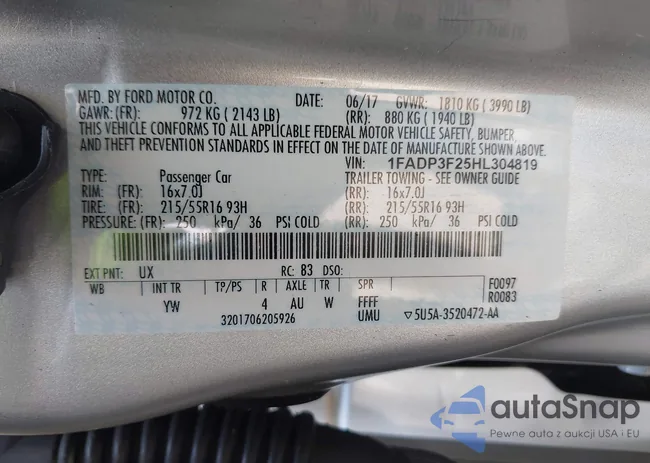 MFD. BY FORD MOTOR CO. DATE: 06/17 GVWR: 1810 KG ( 3990 LB)
GAWR: (FR): 972 KG ( 2143 LB) (RR): 880 KG ( 1940 LB)
THIS VEHICLE CONFORMS TO ALL APPLICABLE FEDERAL MOTOR VEHICLE SAFETY, BUMPER,
AND THEFT PREVENTION STANDARDS IN EFFECT ON THE DATE OF MANUFACTURE SHOWN ABOVE.
VIN: 1FADP3F25HL304819
TYPE: Passenger Car TRAILER TOWING - SEE OWNER GUIDE
RIM: (FR): 16x7.0J (RR): 16x7.0J
TIRE: (FR): 215/55R16 93H (RR): 215/55R16 93H
PRESSURE: (FR): 250 kPa/ 36 PSI COLD (RR): 250 kPa/ 36 PSI COLD
EXT PNT: UX RC: 83 DSO: F0097
WB INT TR TP/PS R AXLE TR SPR R0083
YW 4 AU W FFFF
3201706205926 UMU ▽5U5A-3520472-AA
autoSnap
Pewne auta z aukcji USA i EU